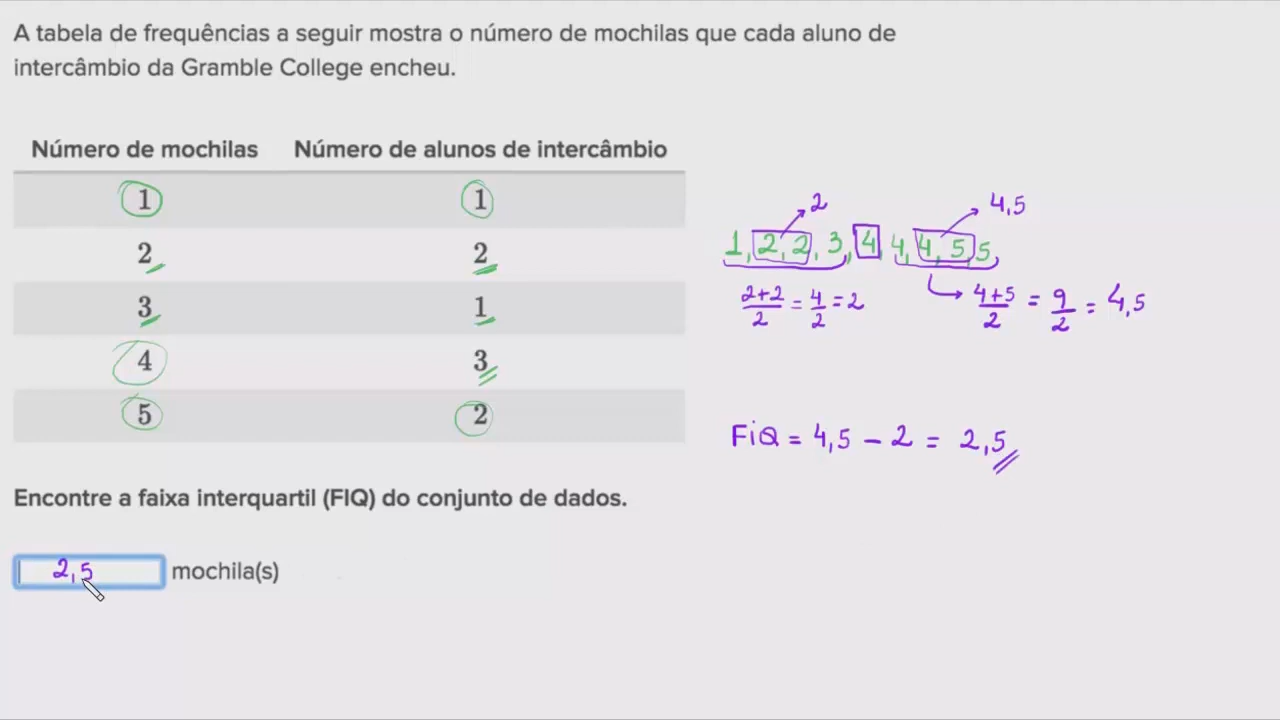 A tabela de frequências a seguir mostra o número de mochilas que cada aluno de
intercâmbio da Gramble College encheu.
Número de mochilas Número de alunos de intercâmbio
1 1
2 2
3 1
4 3
5 2
2 4,5
1, 2, 2, 3, 4, 4, 4, 5, 5
2+2/2 = 4/2 = 2 4+5/2 = 9/2 = 4,5
FiQ = 4,5 - 2 = 2,5
Encontre a faixa interquartil (FIQ) do conjunto de dados.
2,5 mochila(s)